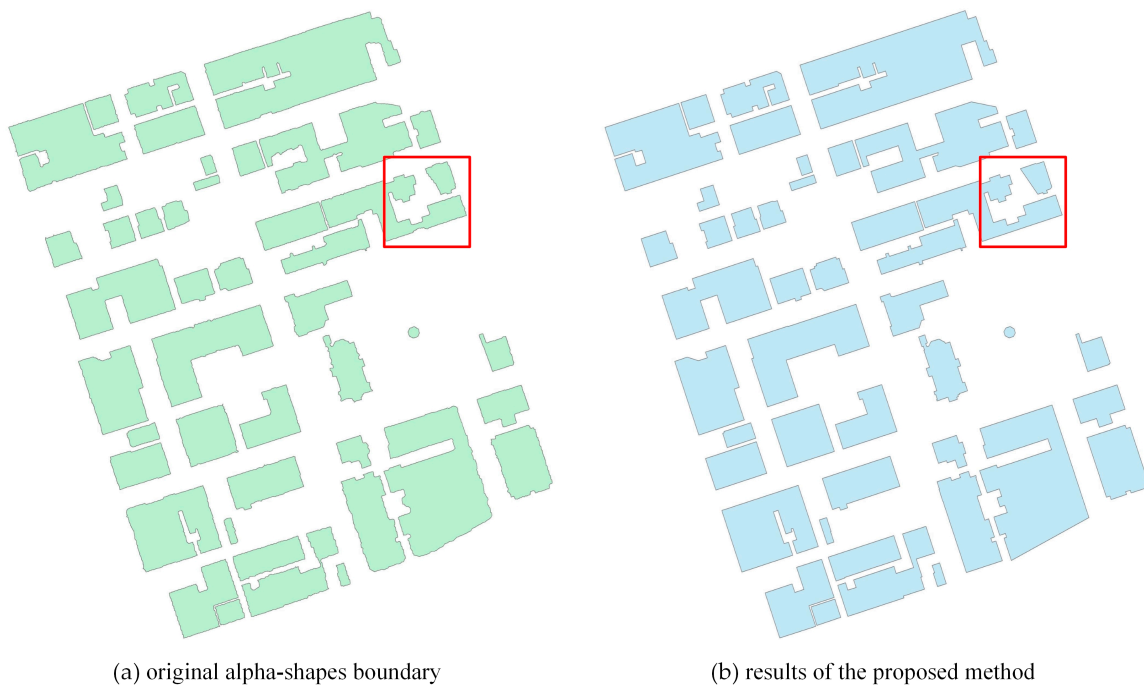 (a) original alpha-shapes boundary
(b) results of the proposed method